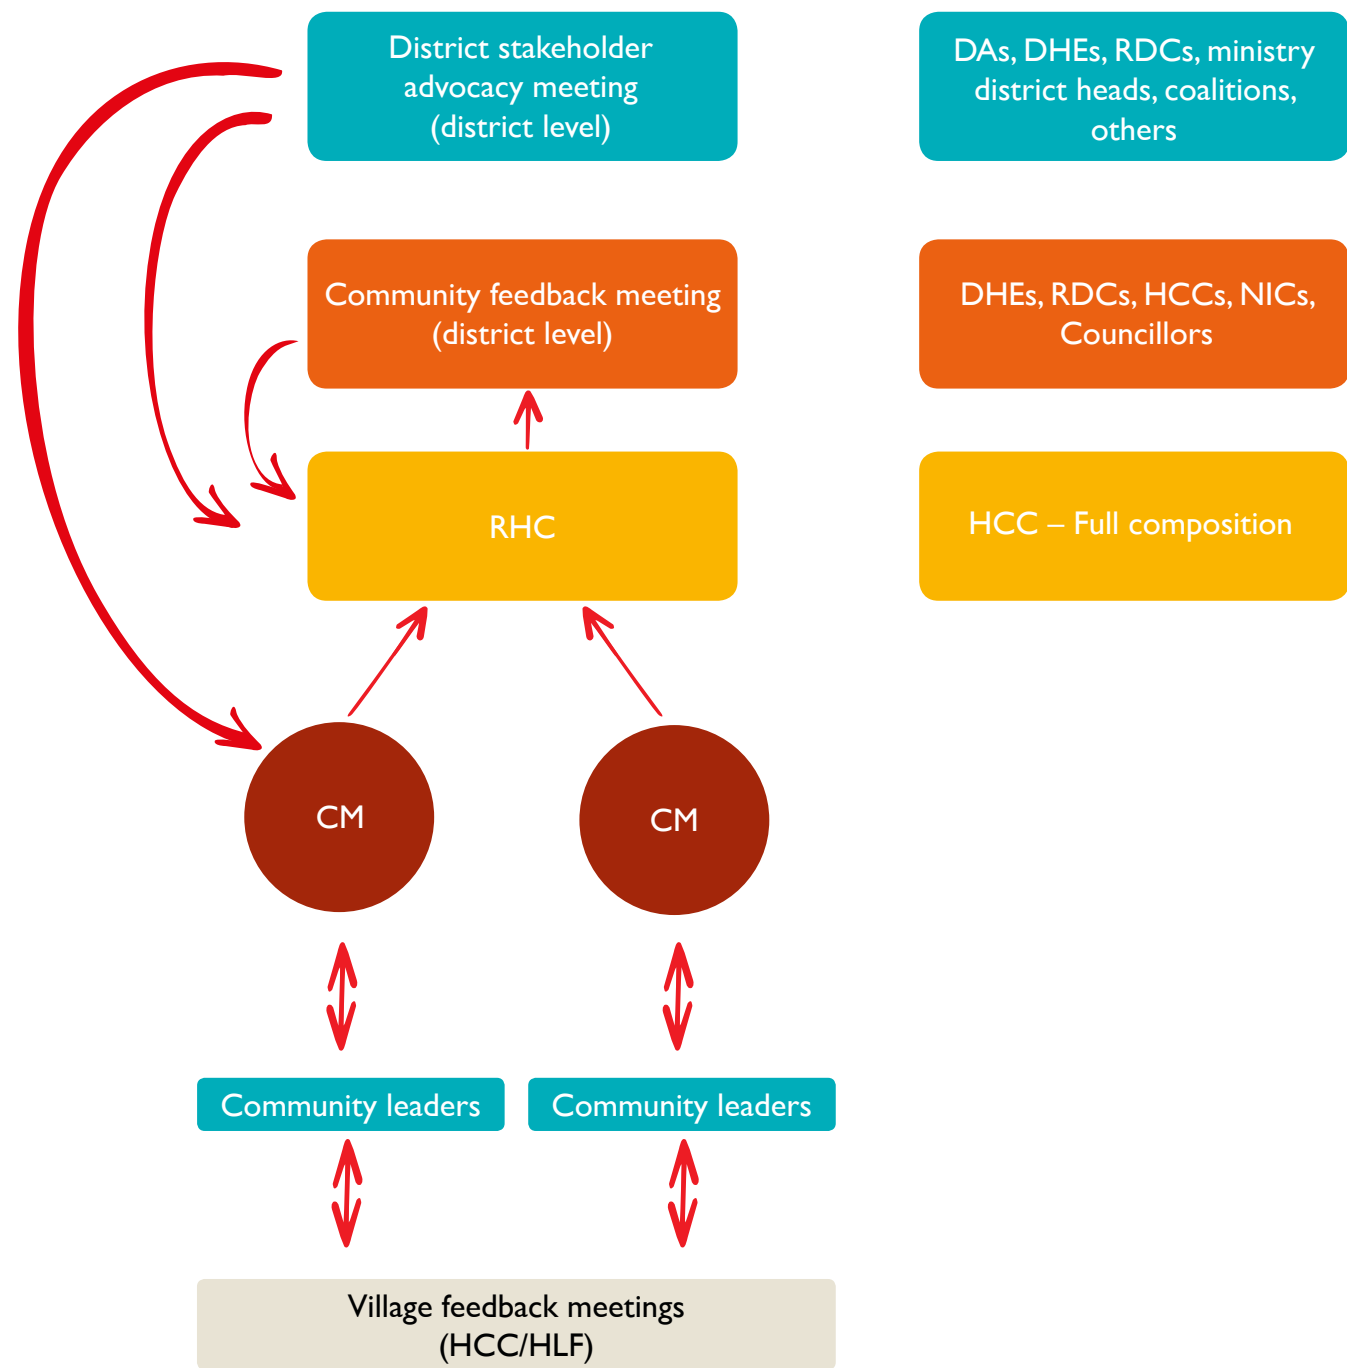 District stakeholder
advocacy meeting
(district level)
DAs, DHEs, RDCs, ministry
district heads, coalitions,
others
Community feedback meeting
(district level)
DHEs, RDCs, HCCs, NICs,
Councillors
RHC
HCC – Full composition
CM
CM
Community leaders
Community leaders
Village feedback meetings
(HCC/HLF)